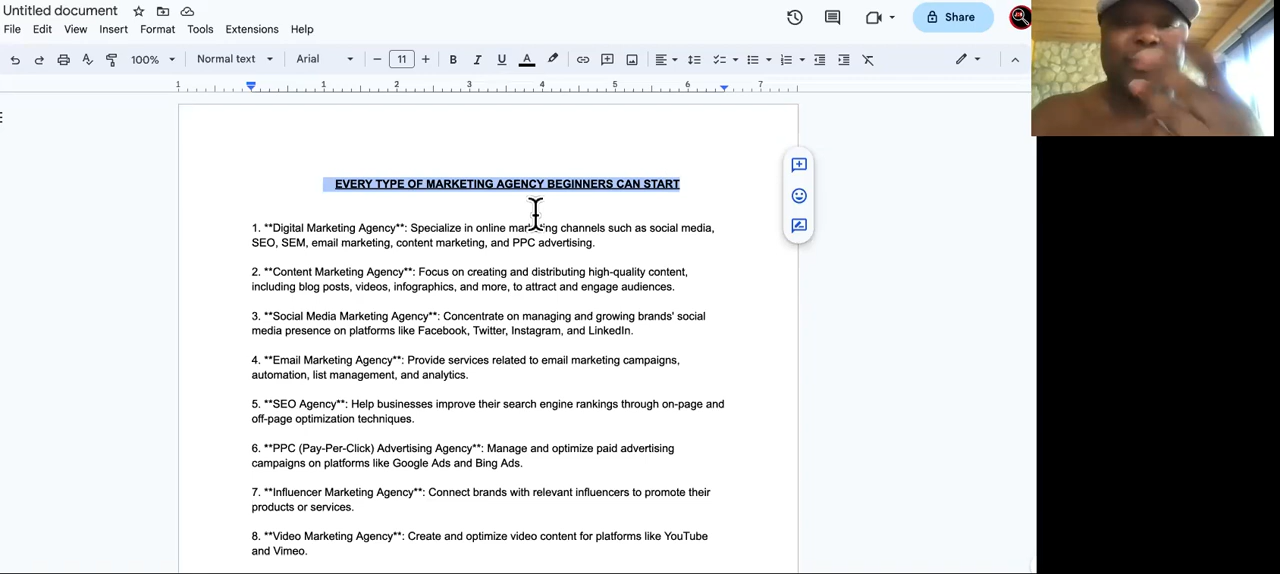 Untitled document
File Edit View Insert Format Tools Extensions Help
Share
100% Normal text Arial 11 B I U A
1 1 2 3 4 5 6 7
EVERY TYPE OF MARKETING AGENCY BEGINNERS CAN START
1. **Digital Marketing Agency**: Specialize in online marketing channels such as social media,
SEO, SEM, email marketing, content marketing, and PPC advertising.
2. **Content Marketing Agency**: Focus on creating and distributing high-quality content,
including blog posts, videos, infographics, and more, to attract and engage audiences.
3. **Social Media Marketing Agency**: Concentrate on managing and growing brands' social
media presence on platforms like Facebook, Twitter, Instagram, and LinkedIn.
4. **Email Marketing Agency**: Provide services related to email marketing campaigns,
automation, list management, and analytics.
5. **SEO Agency**: Help businesses improve their search engine rankings through on-page and
off-page optimization techniques.
6. **PPC (Pay-Per-Click) Advertising Agency**: Manage and optimize paid advertising
campaigns on platforms like Google Ads and Bing Ads.
7. **Influencer Marketing Agency**: Connect brands with relevant influencers to promote their
products or services.
8. **Video Marketing Agency**: Create and optimize video content for platforms like YouTube
and Vimeo.